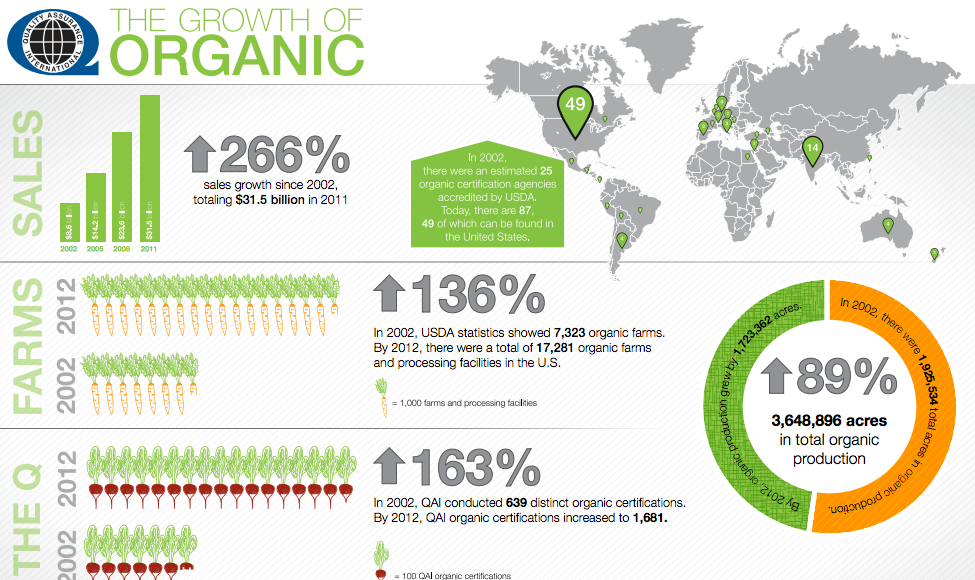 QUALITY ASSURANCE
INTERNATIONAL
THE GROWTH OF
ORGANIC
SALES
$8.6 billion
$14.2 billion
$23.6 billion
$31.5 billion
2002
2005
2008
2011
266%
sales growth since 2002,
totaling $31.5 billion in 2011
In 2002,
there were an estimated 25
organic certification agencies
accredited by USDA.
Today, there are 87,
49 of which can be found in
the United States.
49
14
FARMS
2012
2002
136%
In 2002, USDA statistics showed 7,323 organic farms.
By 2012, there were a total of 17,281 organic farms
and processing facilities in the U.S.
= 1,000 farms and processing facilities
By 2012, organic production grew by 1,723,362 acres.
In 2002, there were 1,925,534 total acres in organic production.
89%
3,648,896 acres
in total organic
production
THE Q
2012
2002
163%
In 2002, QAI conducted 639 distinct organic certifications.
By 2012, QAI organic certifications increased to 1,681.
= 100 QAI organic certifications